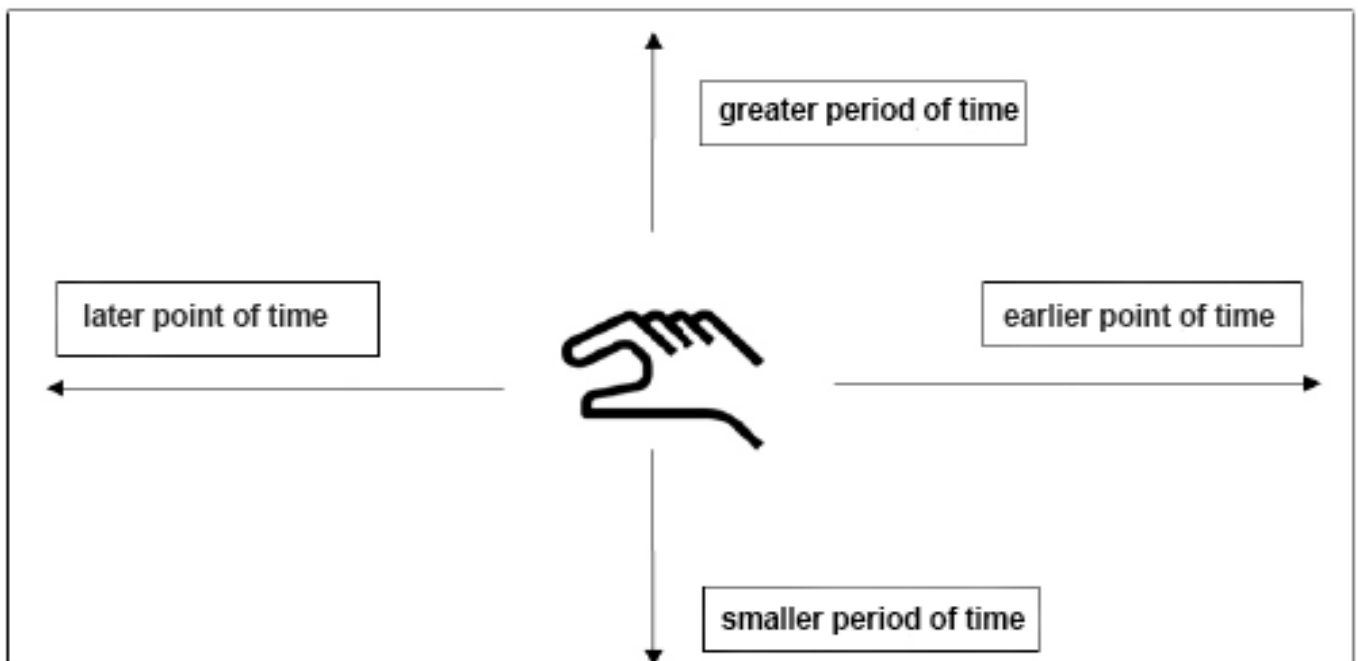 greater period of time
later point of time
earlier point of time
smaller period of time